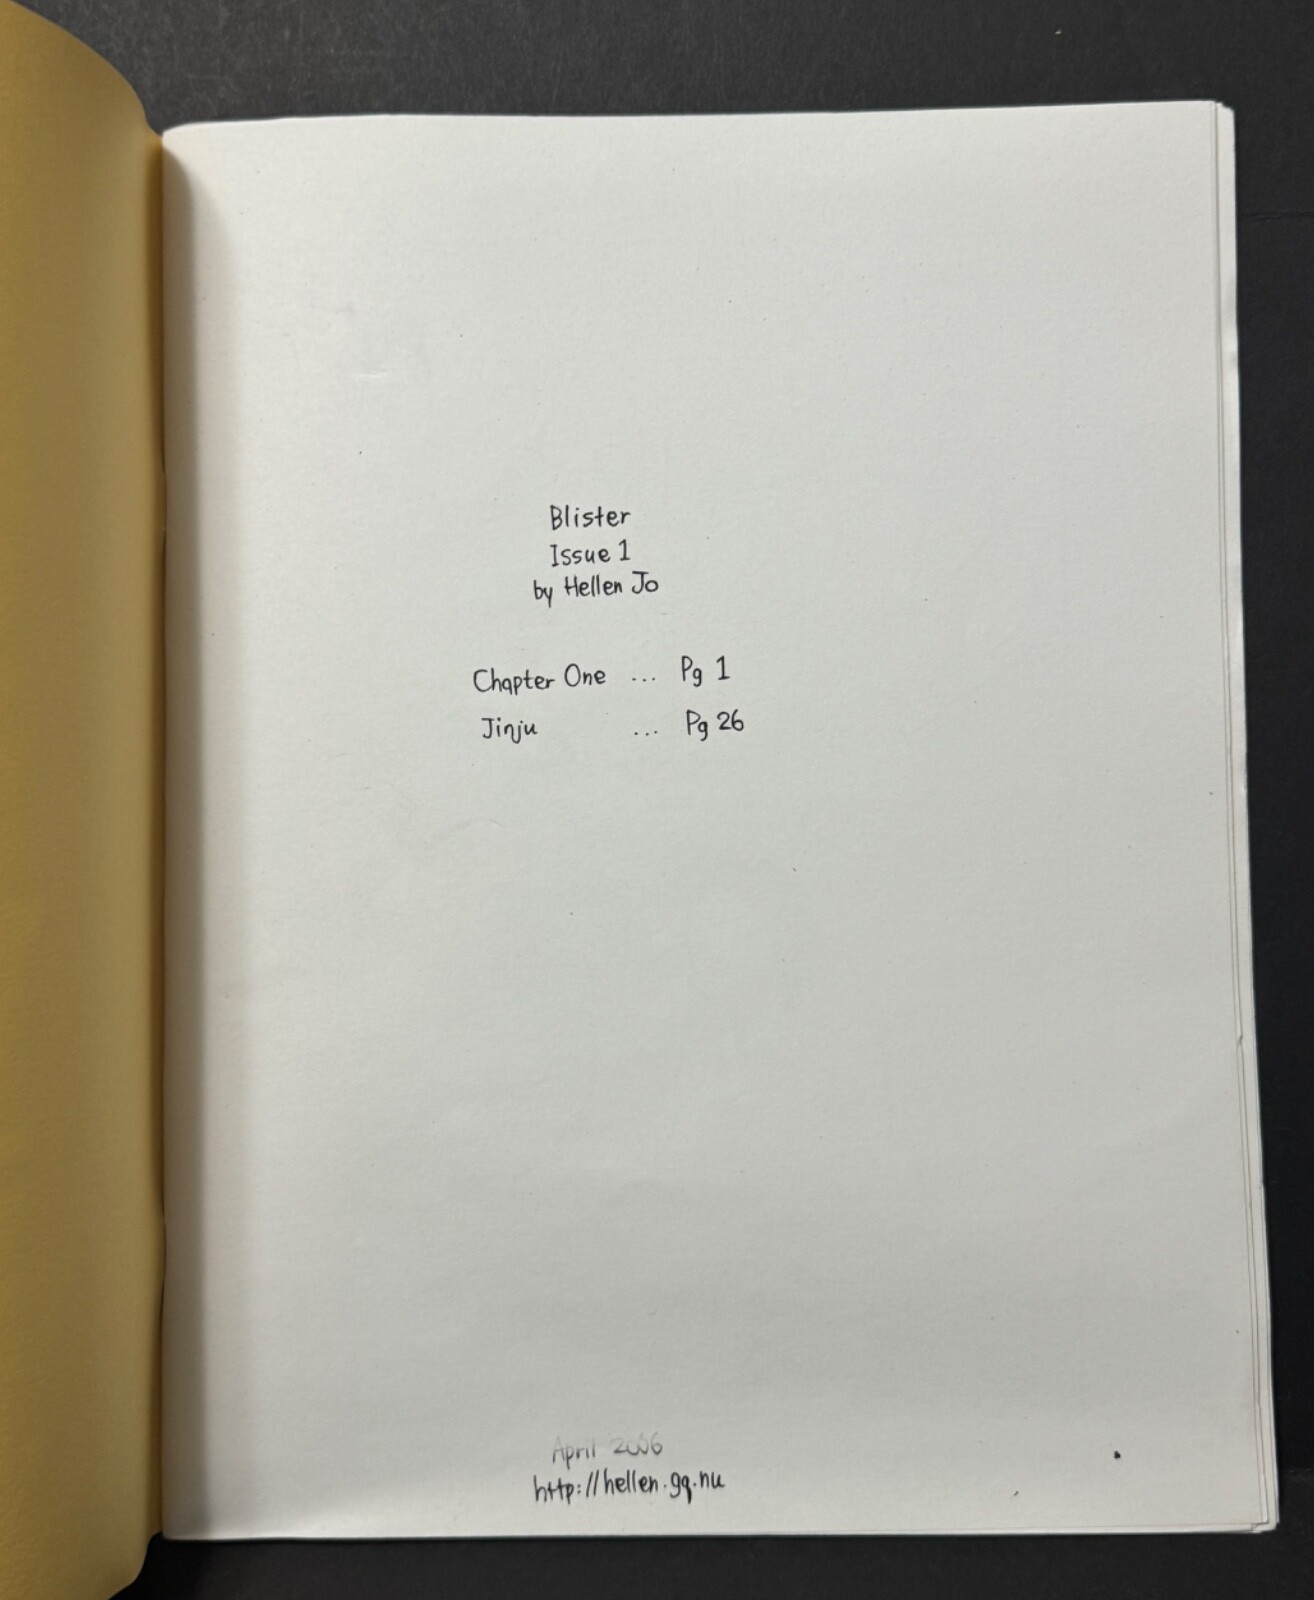 Blister
Issue 1
by Hellen Jo
Chapter One ... Pg 1
Jinju ... Pg 26
April 2006
http://hellen.gq.nu